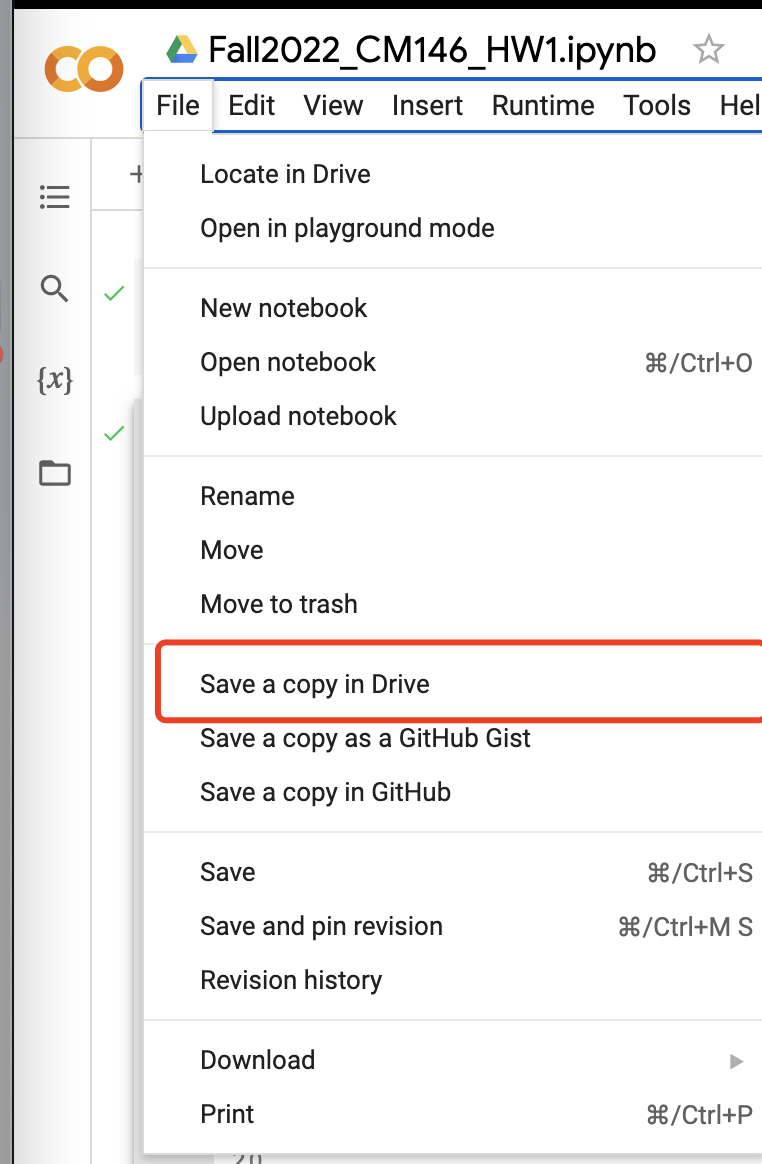 Fall2022_CM146_HW1.ipynb
File Edit View Insert Runtime Tools Hel
+
{x}
Locate in Drive
Open in playground mode
New notebook
Open notebook ⌘/Ctrl+O
Upload notebook
Rename
Move
Move to trash
Save a copy in Drive
Save a copy as a GitHub Gist
Save a copy in GitHub
Save ⌘/Ctrl+S
Save and pin revision ⌘/Ctrl+M S
Revision history
Download ▶
Print ⌘/Ctrl+P